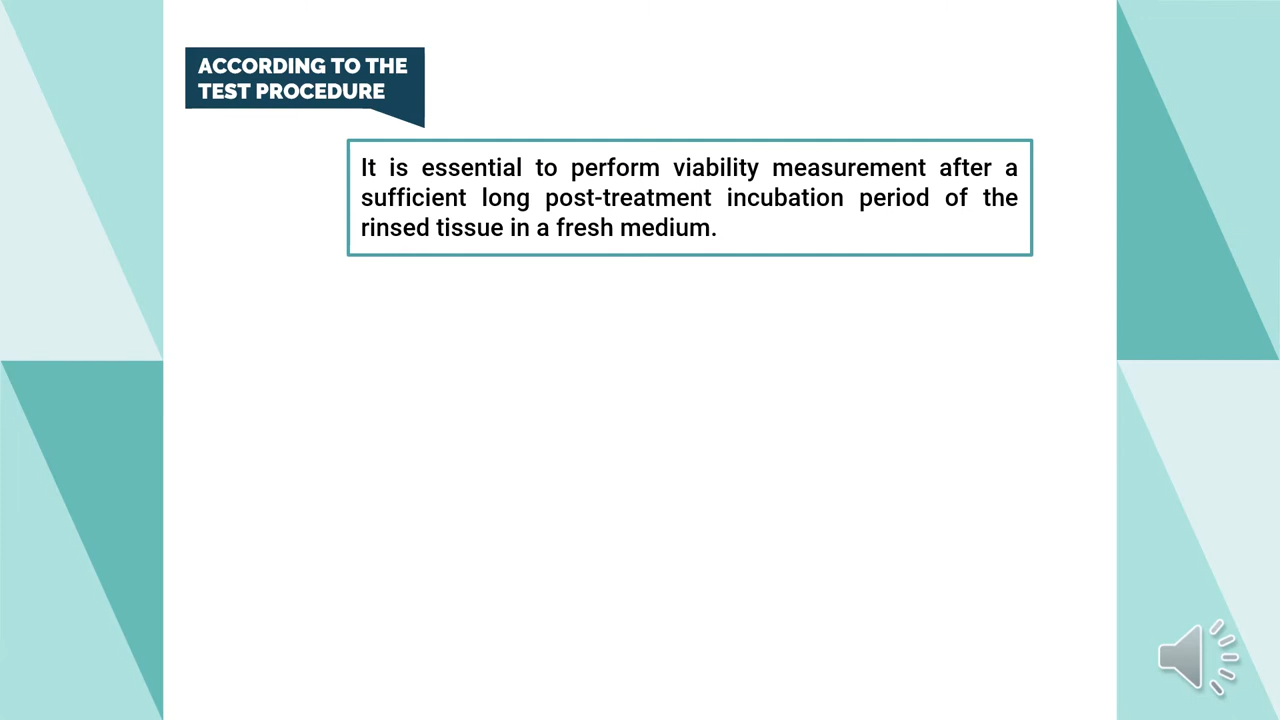 ACCORDING TO THE
TEST PROCEDURE
It is essential to perform viability measurement after a
sufficient long post-treatment incubation period of the
rinsed tissue in a fresh medium.